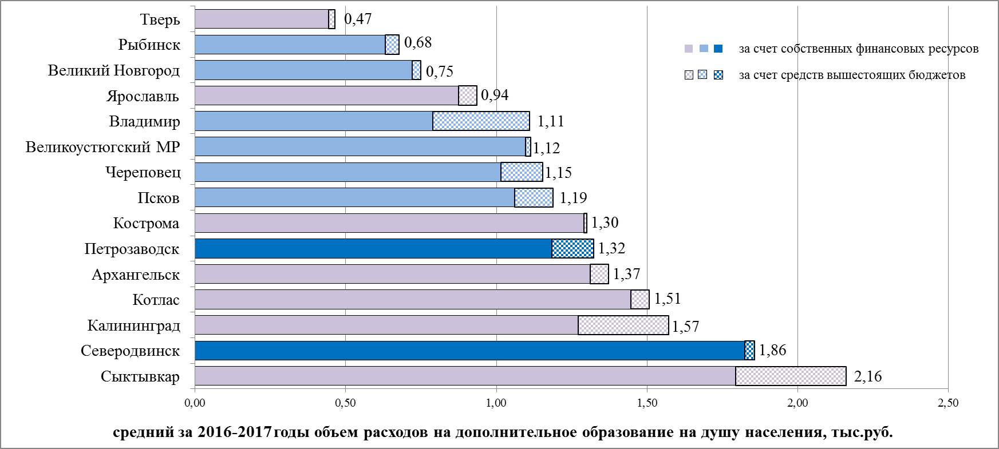 Тверь 0,47
Рыбинск 0,68
за счет собственных финансовых ресурсов
Великий Новгород 0,75
за счет средств вышестоящих бюджетов
Ярославль 0,94
Владимир 1,11
Великоустюгский МР 1,12
Череповец 1,15
Псков 1,19
Кострома 1,30
Петрозаводск 1,32
Архангельск 1,37
Котлас 1,51
Калининград 1,57
Северодвинск 1,86
Сыктывкар 2,16
0,00 0,50 1,00 1,50 2,00 2,50
средний за 2016-2017 годы объем расходов на дополнительное образование на душу населения, тыс.руб.